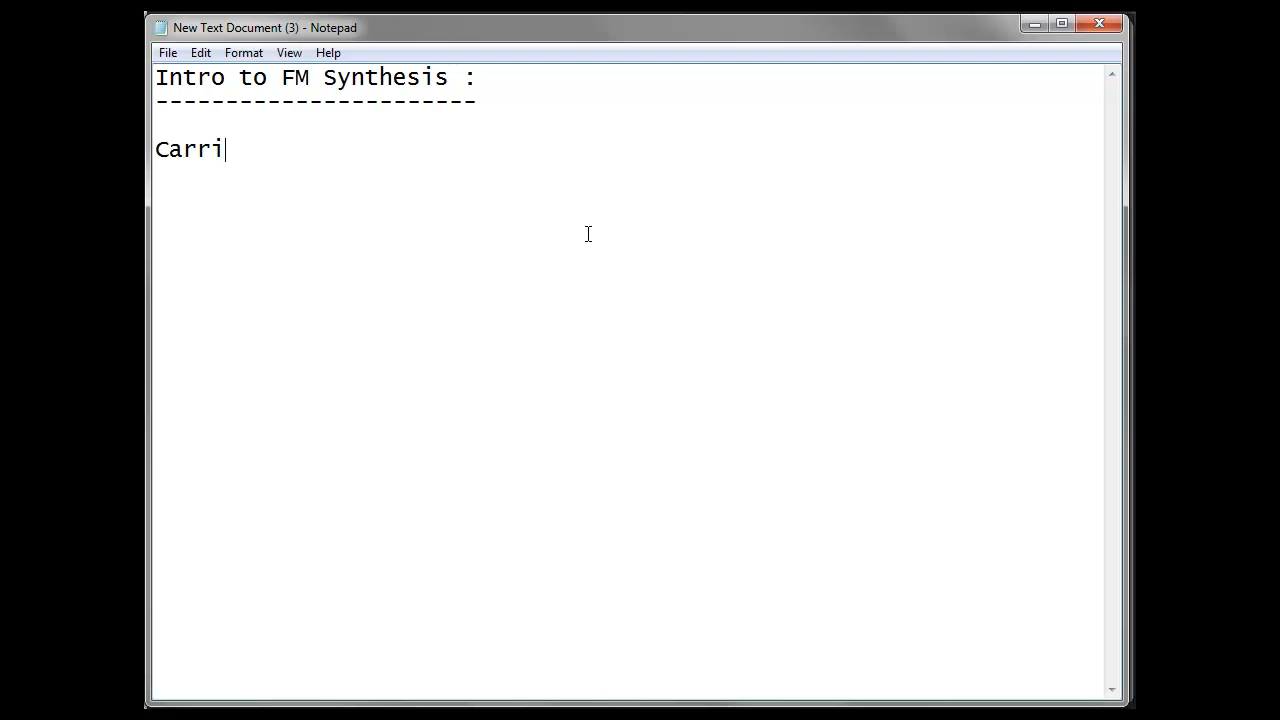 New Text Document (3) - Notepad
File Edit Format View Help
Intro to FM Synthesis :
-----------------------
Carri